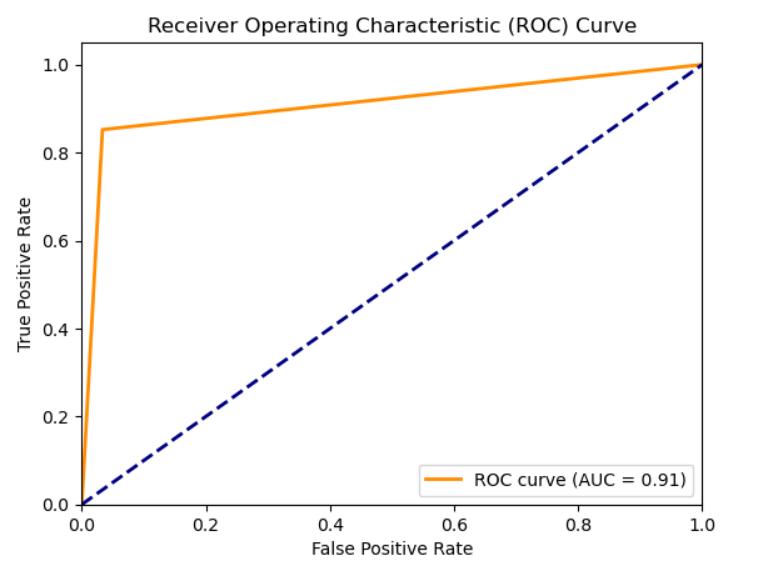 Receiver Operating Characteristic (ROC) Curve
1.0
0.8
0.6
0.4
0.2
0.0
True Positive Rate
ROC curve (AUC = 0.91)
0.0 0.2 0.4 0.6 0.8 1.0
False Positive Rate